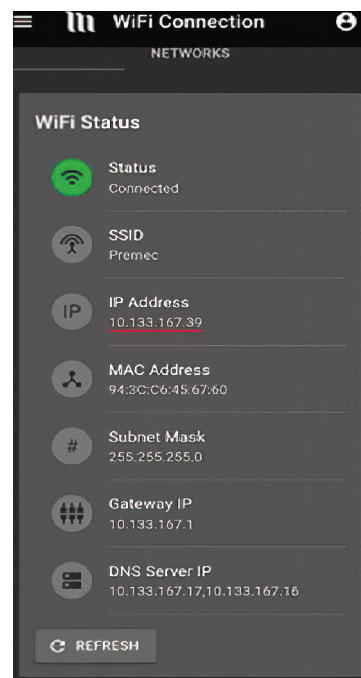 WiFi Connection
NETWORKS
WiFi Status
Status
Connected
SSID
Premec
IP
IP Address
10.133.167.39
MAC Address
94:3C:C6:45:67:60
#
Subnet Mask
255.255.255.0
Gateway IP
10.133.167.1
DNS Server IP
10.133.167.17,10.133.167.16
REFRESH